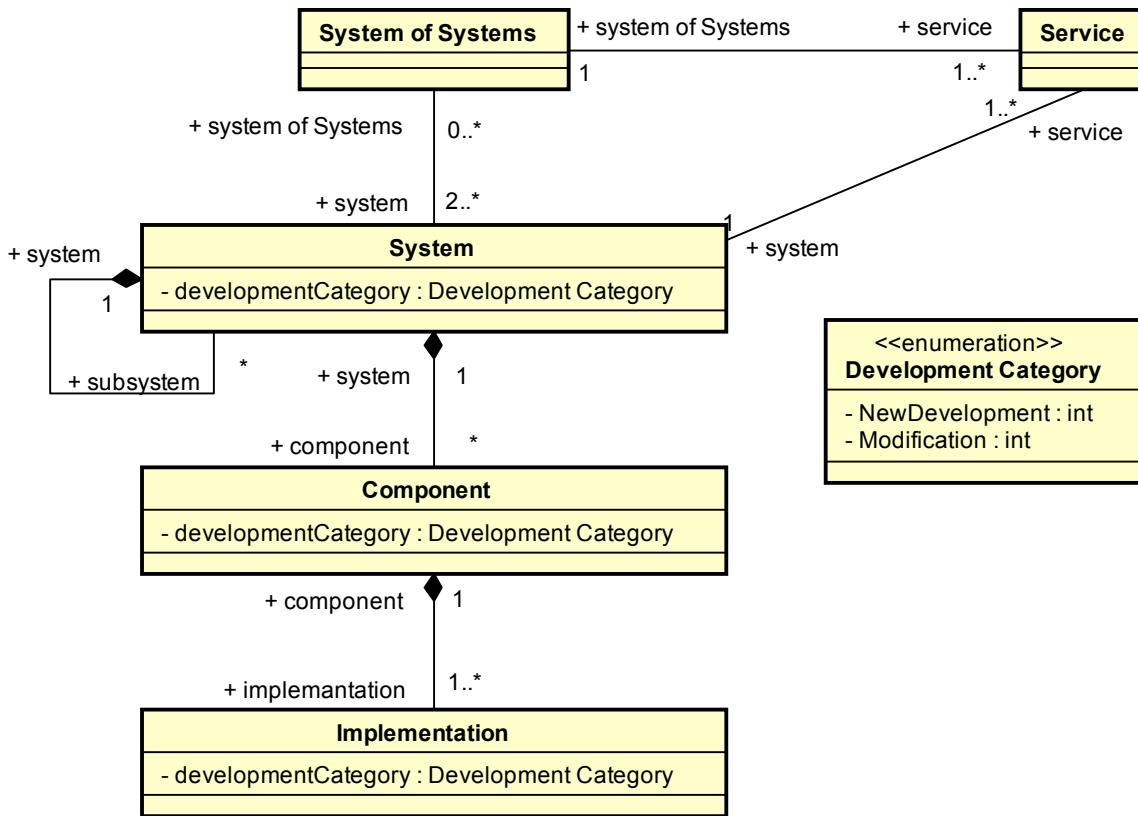 System of Systems
+ system of Systems
+ service
Service
1
1..*
1..*
+ service
+ system of Systems
0..*
+ system
2..*
1
+ system
+ system
System
- developmentCategory : Development Category
1
+ subsystem
*
+ system
1
<<enumeration>>
Development Category
- NewDevelopment : int
- Modification : int
+ component
*
Component
- developmentCategory : Development Category
+ component
1
+ implemantation
1..*
Implementation
- developmentCategory : Development Category